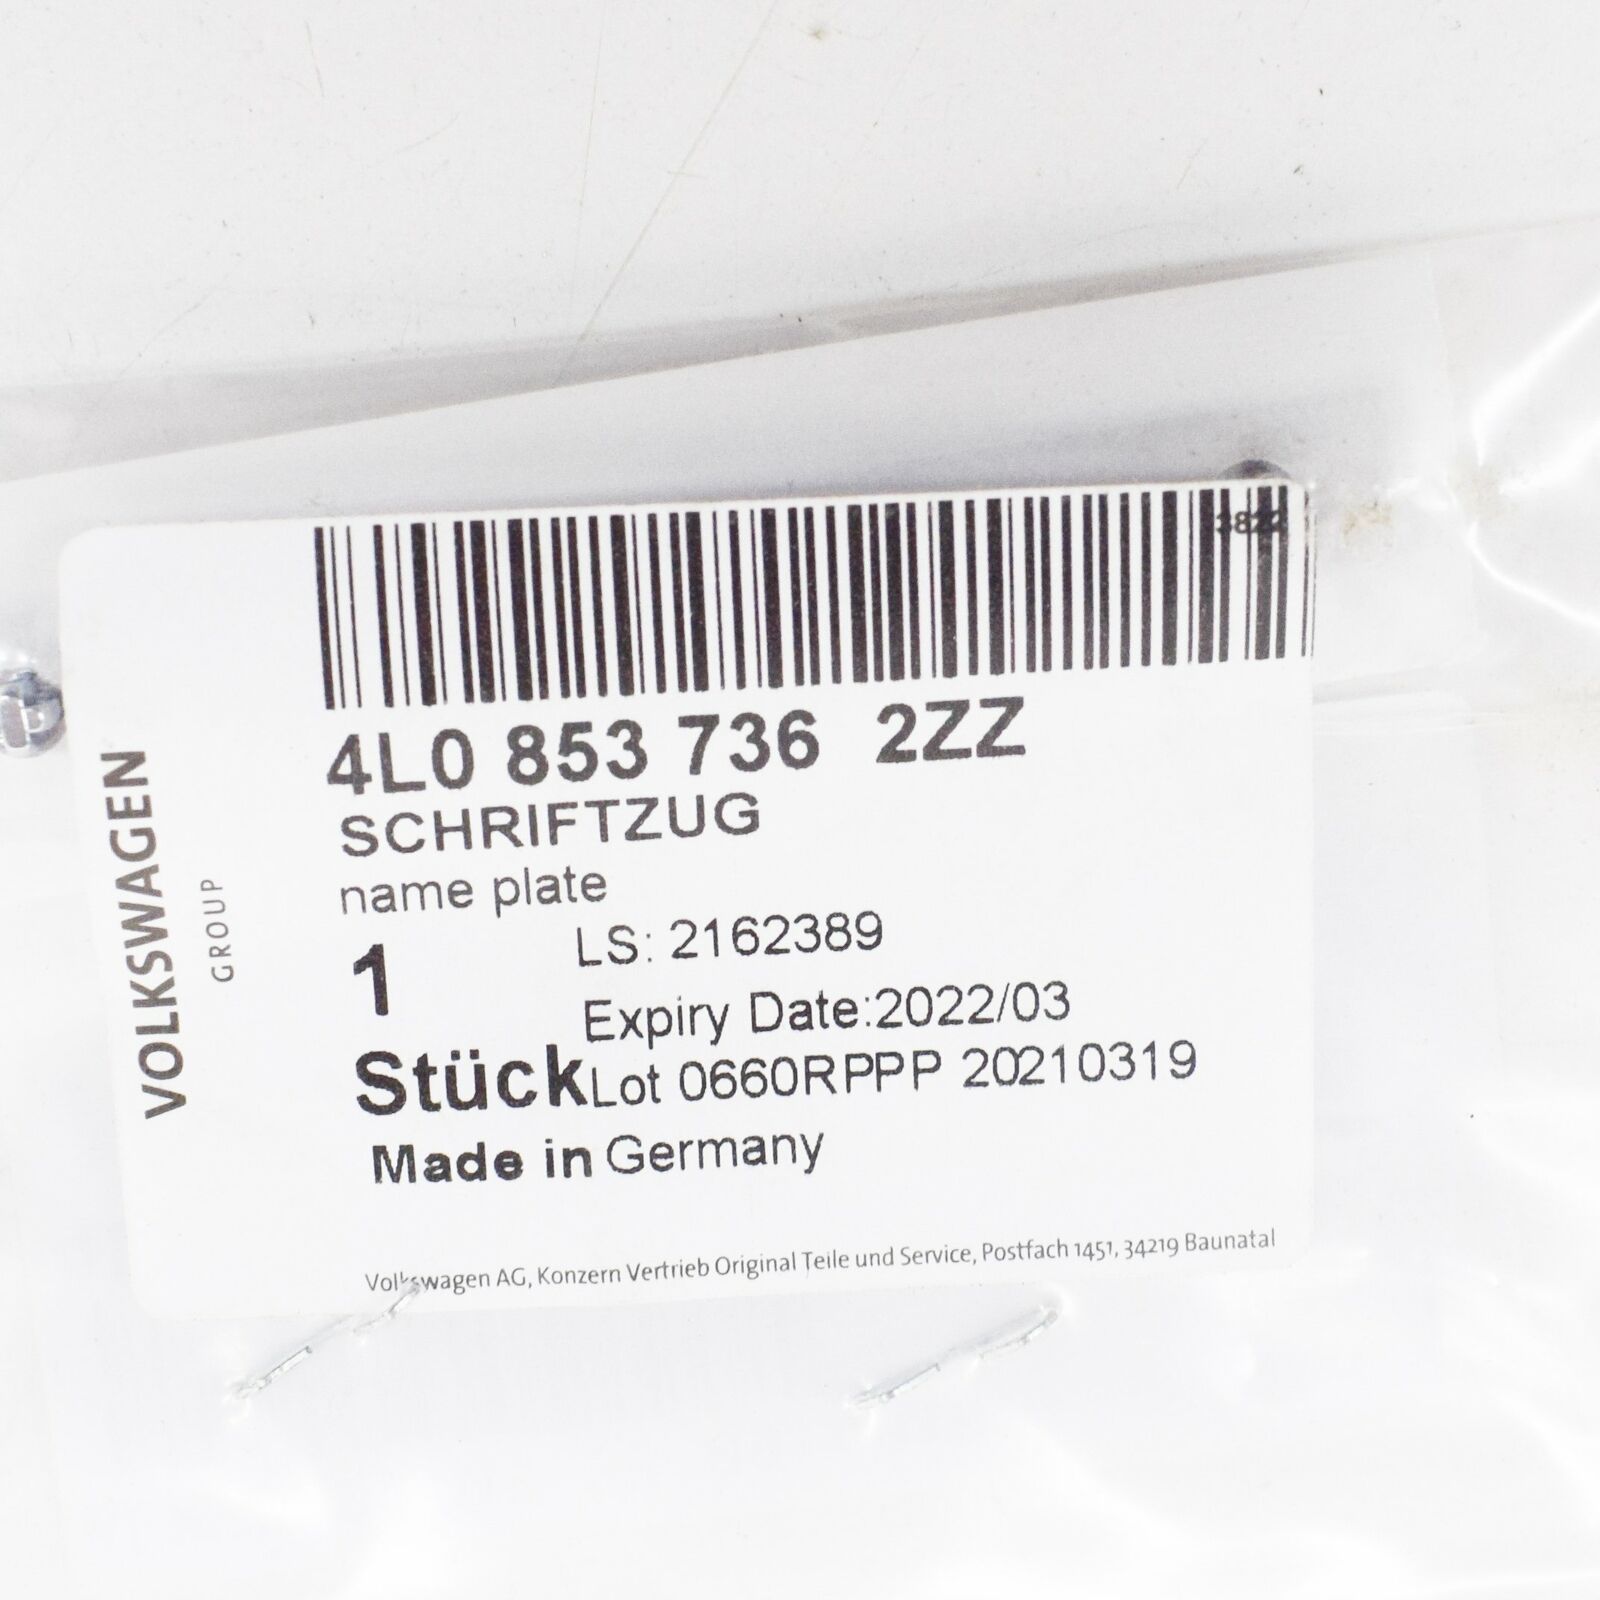 3822
4L0 853 736 2ZZ
SCHRIFTZUG
name plate
1
LS: 2162389
Expiry Date:2022/03
Stück Lot 0660RPPP 20210319
Made in Germany
Volkswagen AG, Konzern Vertrieb Original Teile und Service, Postfach 1451, 34219 Baunatal
VOLKSWAGEN
GROUP